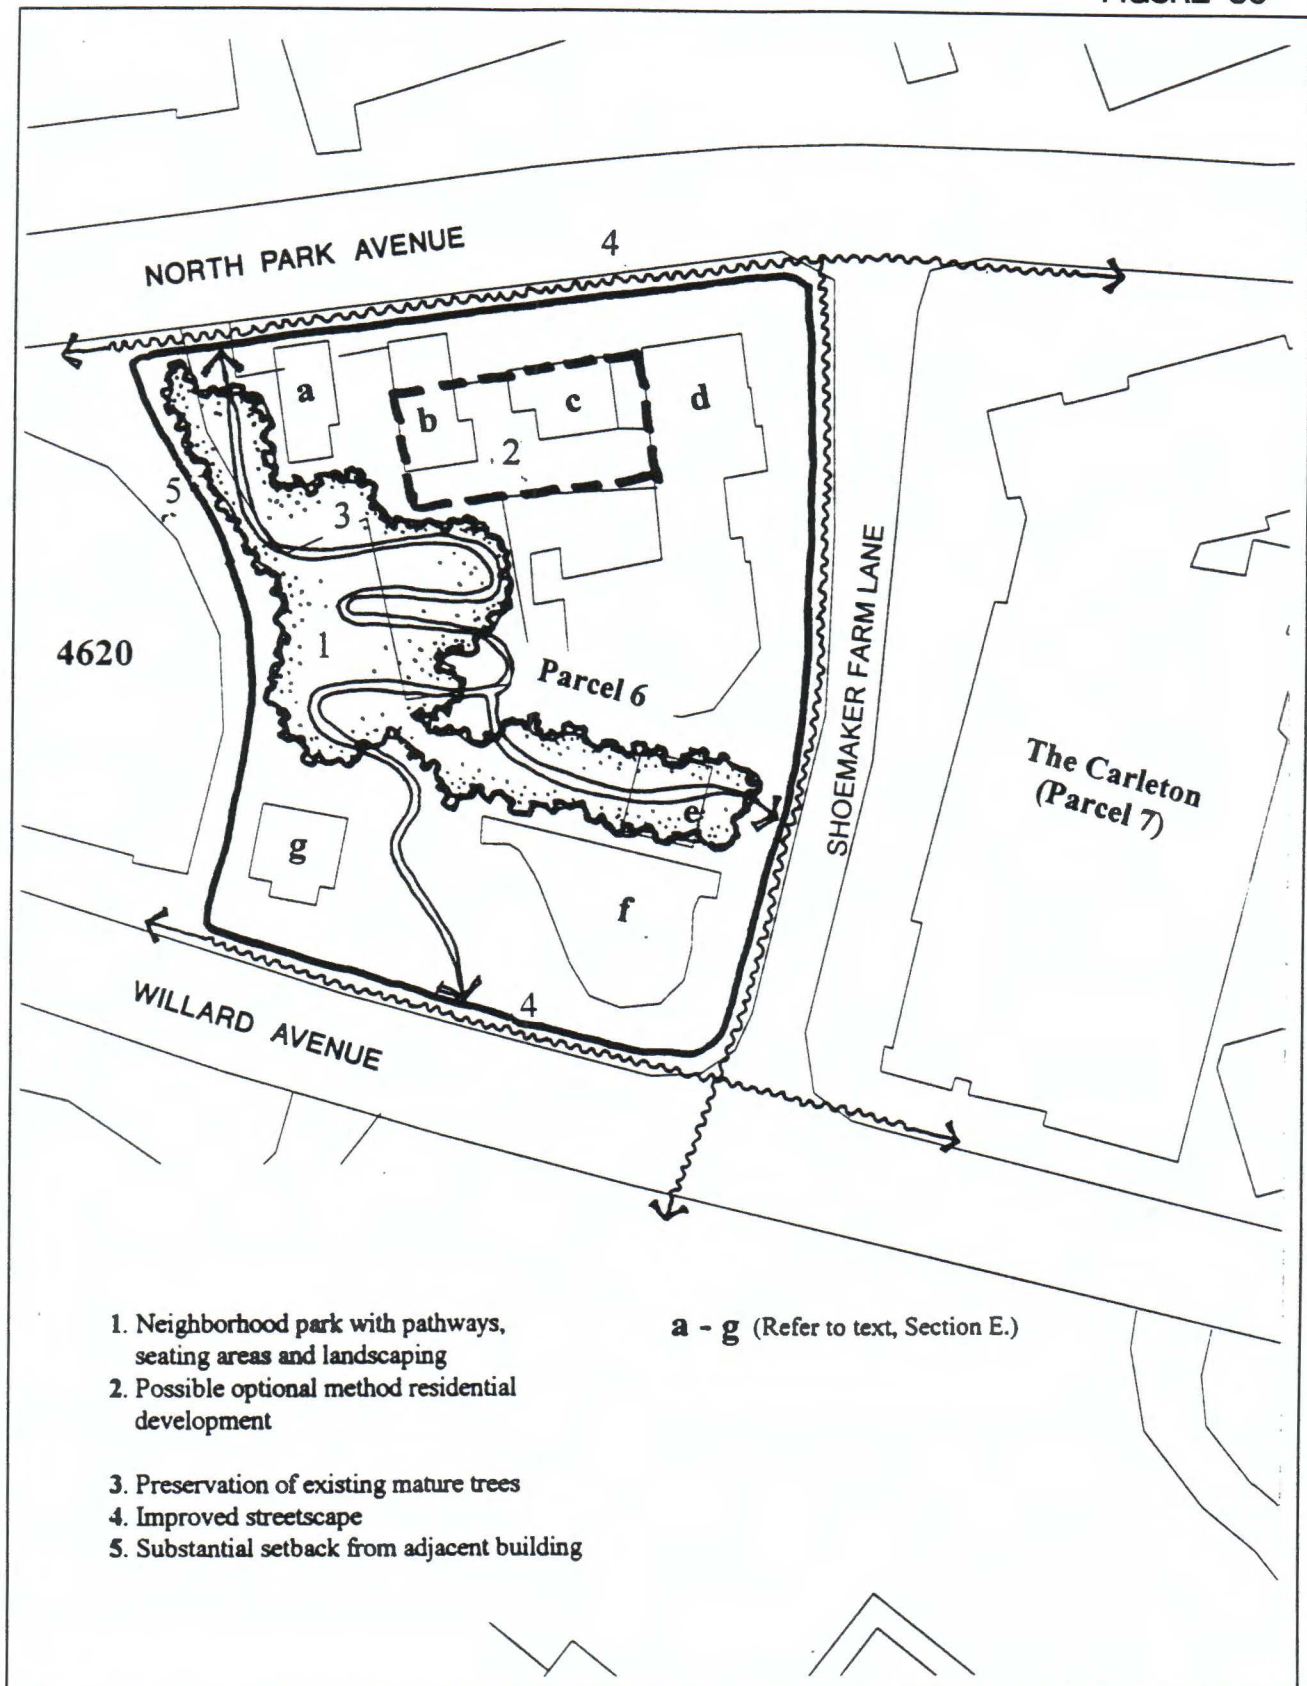 NORTH PARK AVENUE
4
a
b
c
d
2
5
3
4620
1
Parcel 6
SHOEMAKER FARM LANE
The Carleton
(Parcel 7)
e
g
f
4
WILLARD AVENUE
1. Neighborhood park with pathways,
seating areas and landscaping
2. Possible optional method residential
development
3. Preservation of existing mature trees
4. Improved streetscape
5. Substantial setback from adjacent building
a - g (Refer to text, Section E.)